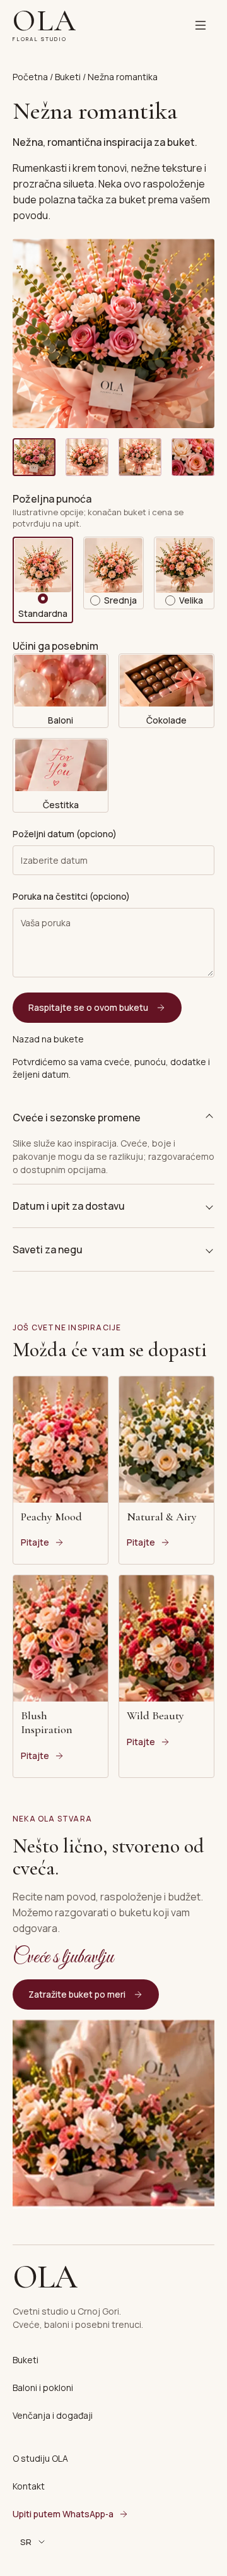 OLA
FLORAL STUDIO
Početna / Buketi / Nežna romantika
Nežna romantika
Nežna, romantična inspiracija za buket.
Rumenkasti i krem tonovi, nežne teksture i
prozračna silueta. Neka ovo raspoloženje
bude polazna tačka za buket prema vašem
povodu.
OLA
Poželjna punoća
Ilustrativne opcije; konačan buket i cena se
potvrđuju na upit.
Standardna
Srednja
Velika
Učini ga posebnim
Baloni
Čokolade
For
You
Čestitka
Poželjni datum (opciono)
Izaberite datum
Poruka na čestitci (opciono)
Vaša poruka
Raspitajte se o ovom buketu →
Nazad na bukete
Potvrdićemo sa vama cveće, punoću, dodatke i
željeni datum.
Cveće i sezonske promene
Slike služe kao inspiracija. Cveće, boje i
pakovanje mogu da se razlikuju; razgovaraćemo
o dostupnim opcijama.
Datum i upit za dostavu
Saveti za negu
JOŠ CVETNE INSPIRACIJE
Možda će vam se dopasti
Peachy Mood
Pitajte →
Natural & Airy
Pitajte →
Blush
Inspiration
Pitajte →
Wild Beauty
Pitajte →
NEKA OLA STVARA
Nešto lično, stvoreno od
cveća.
Recite nam povod, raspoloženje i budžet.
Možemo razgovarati o buketu koji vam
odgovara.
Cveće s ljubavlju
Zatražite buket po meri →
OLA
OLA
Cvetni studio u Crnoj Gori.
Cveće, baloni i posebni trenuci.
Buketi
Baloni i pokloni
Venčanja i događaji
O studiju OLA
Kontakt
Upiti putem WhatsApp-a →
SR